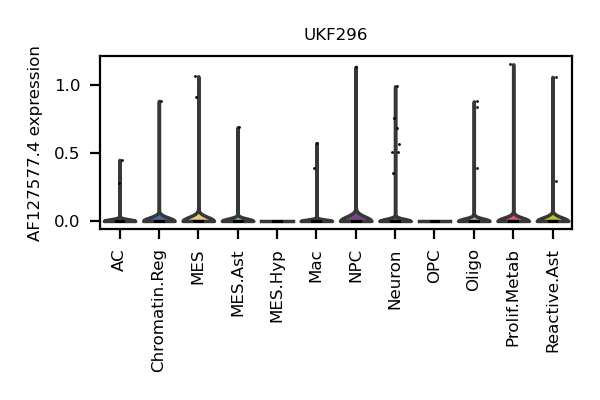 UKF296
AF127577.4 expression
1.0
0.5
0.0
AC
Chromatin.Reg
MES
MES.Ast
MES.Hyp
Mac
NPC
Neuron
OPC
Oligo
Prolif.Metab
Reactive.Ast